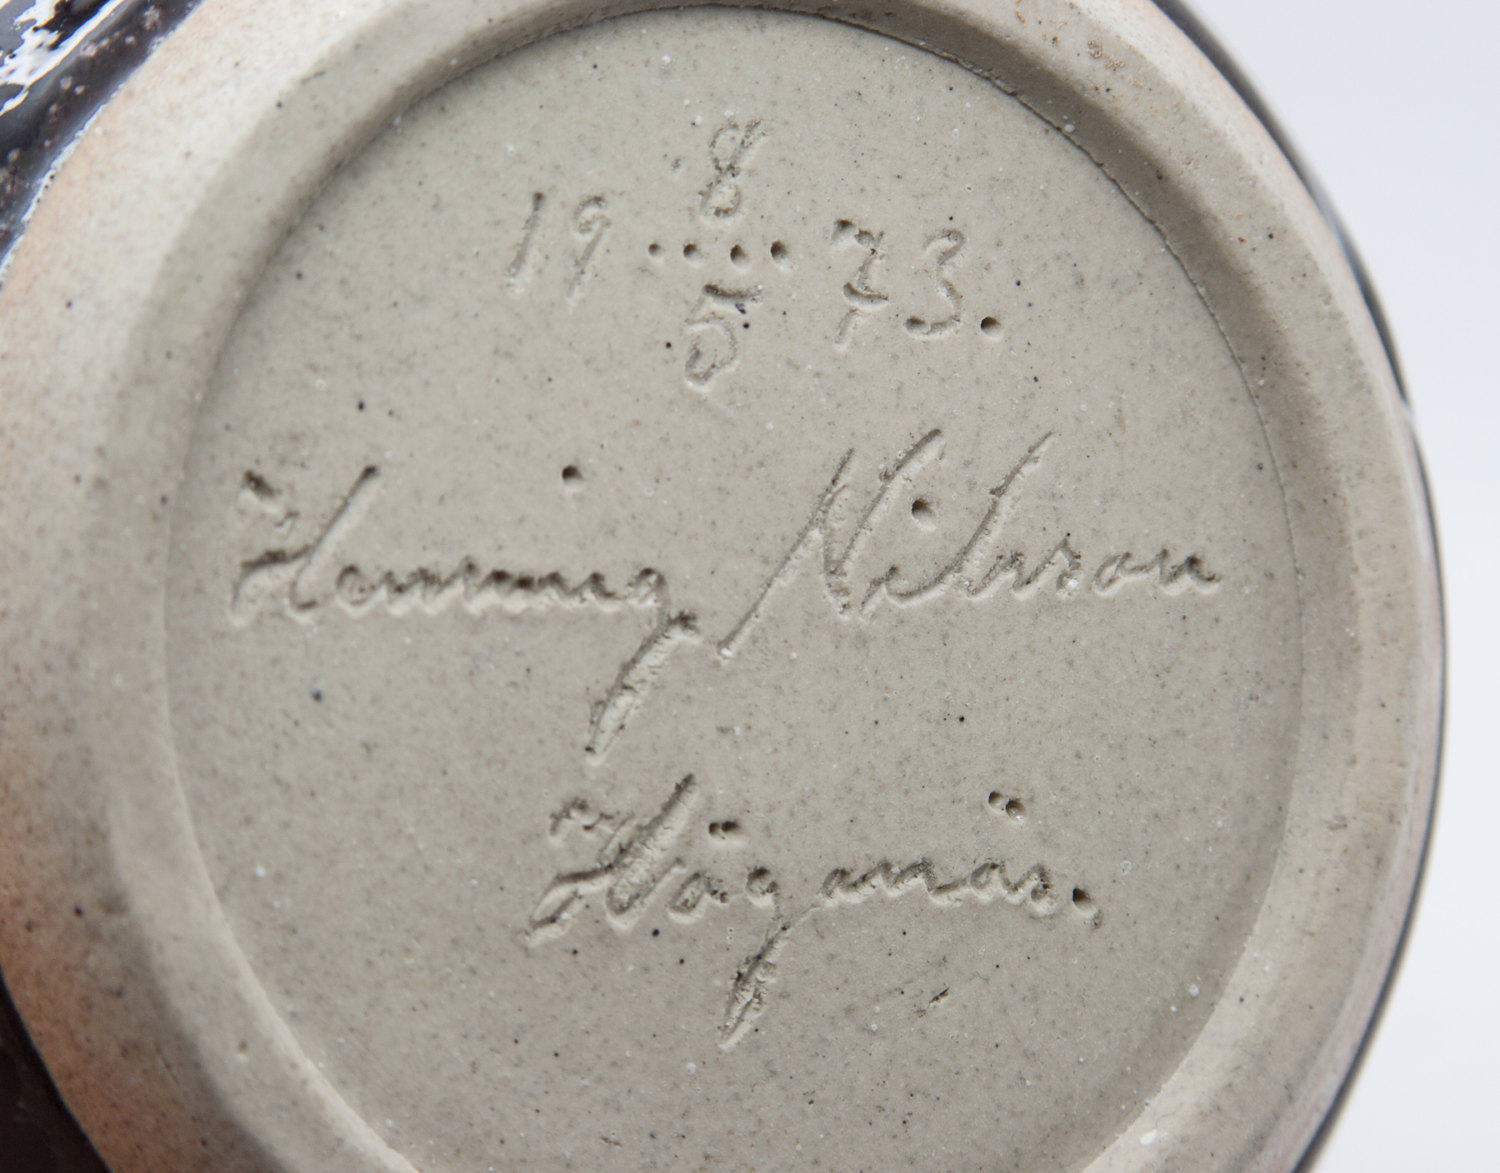 19 8/5 73.
Henning Nilsson
Höganäs.